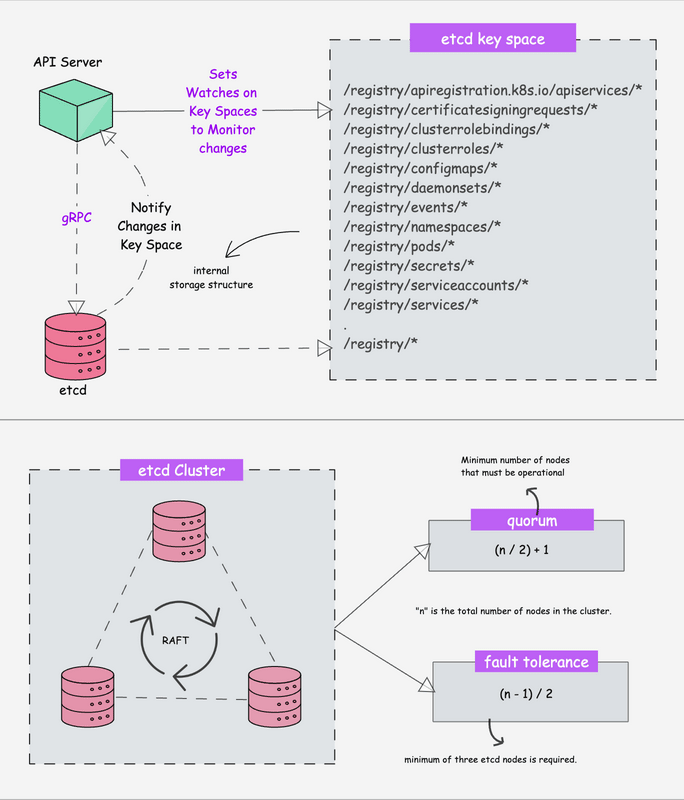 etcd key space
API Server
Sets
Watches on
Key Spaces
to Monitor
changes
/registry/apiregistration.k8s.io/apiservices/*
/registry/certificatesigningrequests/*
/registry/clusterrolebindings/*
/registry/clusterroles/*
/registry/configmaps/*
/registry/daemonsets/*
/registry/events/*
/registry/namespaces/*
/registry/pods/*
/registry/secrets/*
/registry/serviceaccounts/*
/registry/services/*
.
/registry/*
gRPC
Notify
Changes in
Key Space
internal
storage structure
etcd
etcd Cluster
RAFT
Minimum number of nodes
that must be operational
quorum
(n / 2) + 1
"n" is the total number of nodes in the cluster.
fault tolerance
(n - 1) / 2
minimum of three etcd nodes is required.